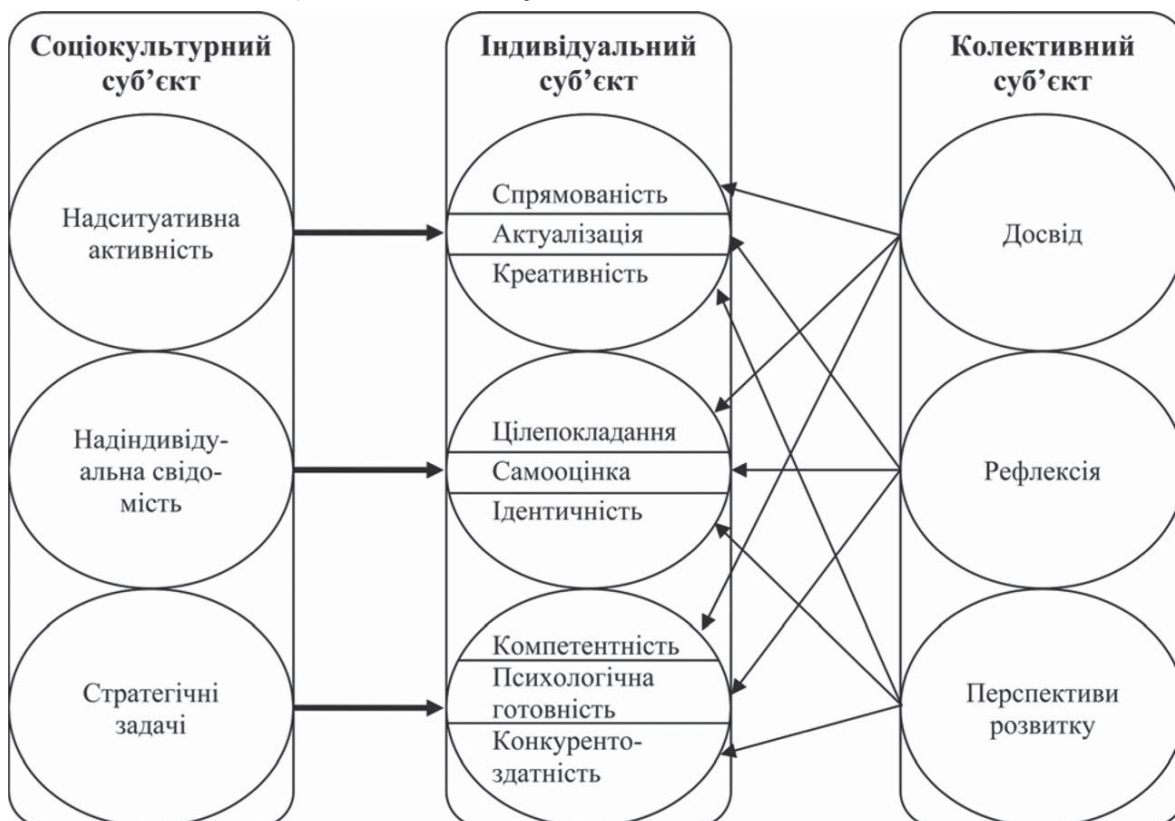 Соціокультурний
суб’єкт
Надситуативна
активність
Надіндивіду-
альна свідо-
мість
Стратегічні
задачі
Індивідуальний
суб’єкт
Спрямованість
Актуалізація
Креативність
Цілепокладання
Самооцінка
Ідентичність
Компетентність
Психологічна
готовність
Конкуренто-
здатність
Колективний
суб’єкт
Досвід
Рефлексія
Перспективи
розвитку